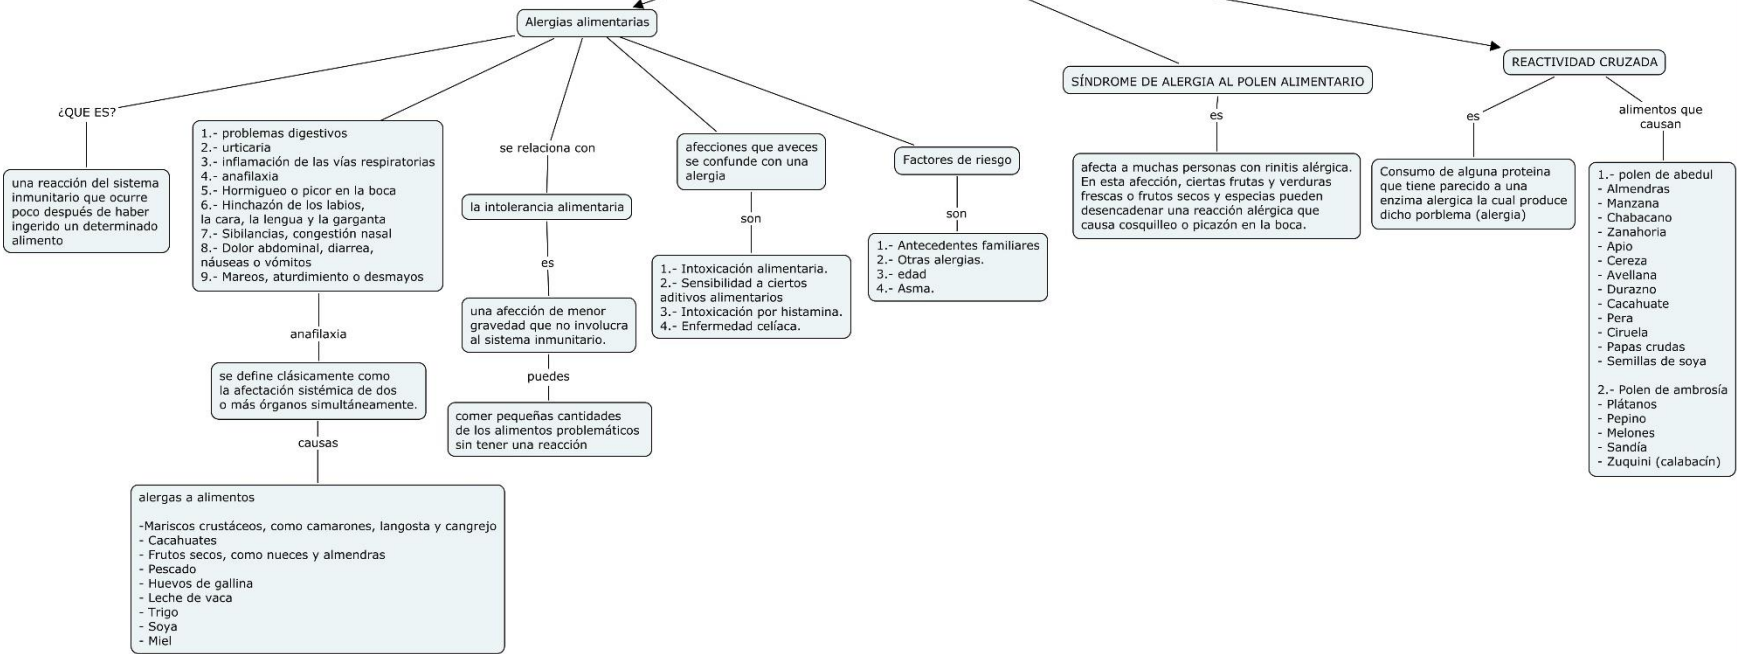 Alergias alimentarias
¿QUE ES?
una reacción del sistema
inmunitario que ocurre
poco después de haber
ingerido un determinado
alimento
1.- problemas digestivos
2.- urticaria
3.- inflamación de las vías respiratorias
4.- anafilaxia
5.- Hormigueo o picor en la boca
6.- Hinchazón de los labios,
la cara, la lengua y la garganta
7.- Sibilancias, congestión nasal
8.- Dolor abdominal, diarrea,
náuseas o vómitos
9.- Mareos, aturdimiento o desmayos
anafilaxia
se define clásicamente como
la afectación sistémica de dos
o más órganos simultáneamente.
causas
alergas a alimentos
-Mariscos crustáceos, como camarones, langosta y cangrejo
- Cacahuates
- Frutos secos, como nueces y almendras
- Pescado
- Huevos de gallina
- Leche de vaca
- Trigo
- Soya
- Miel
se relaciona con
la intolerancia alimentaria
es
una afección de menor
gravedad que no involucra
al sistema inmunitario.
puedes
comer pequeñas cantidades
de los alimentos problemáticos
sin tener una reacción
afecciones que aveces
se confunde con una
alergia
son
1.- Intoxicación alimentaria.
2.- Sensibilidad a ciertos
aditivos alimentarios
3.- Intoxicación por histamina.
4.- Enfermedad celíaca.
Factores de riesgo
son
1.- Antecedentes familiares
2.- Otras alergias.
3.- edad
4.- Asma.
SÍNDROME DE ALERGIA AL POLEN ALIMENTARIO
es
afecta a muchas personas con rinitis alérgica.
En esta afección, ciertas frutas y verduras
frescas o frutos secos y especias pueden
desencadenar una reacción alérgica que
causa cosquilleo o picazón en la boca.
REACTIVIDAD CRUZADA
es
Consumo de alguna proteina
que tiene parecido a una
enzima alergica la cual produce
dicho porblema (alergia)
alimentos que
causan
1.- polen de abedul
- Almendras
- Manzana
- Chabacano
- Zanahoria
- Apio
- Cereza
- Avellana
- Durazno
- Cacahuate
- Pera
- Ciruela
- Papas crudas
- Semillas de soya
2.- Polen de ambrosía
- Plátanos
- Pepino
- Melones
- Sandía
- Zuquini (calabacín)